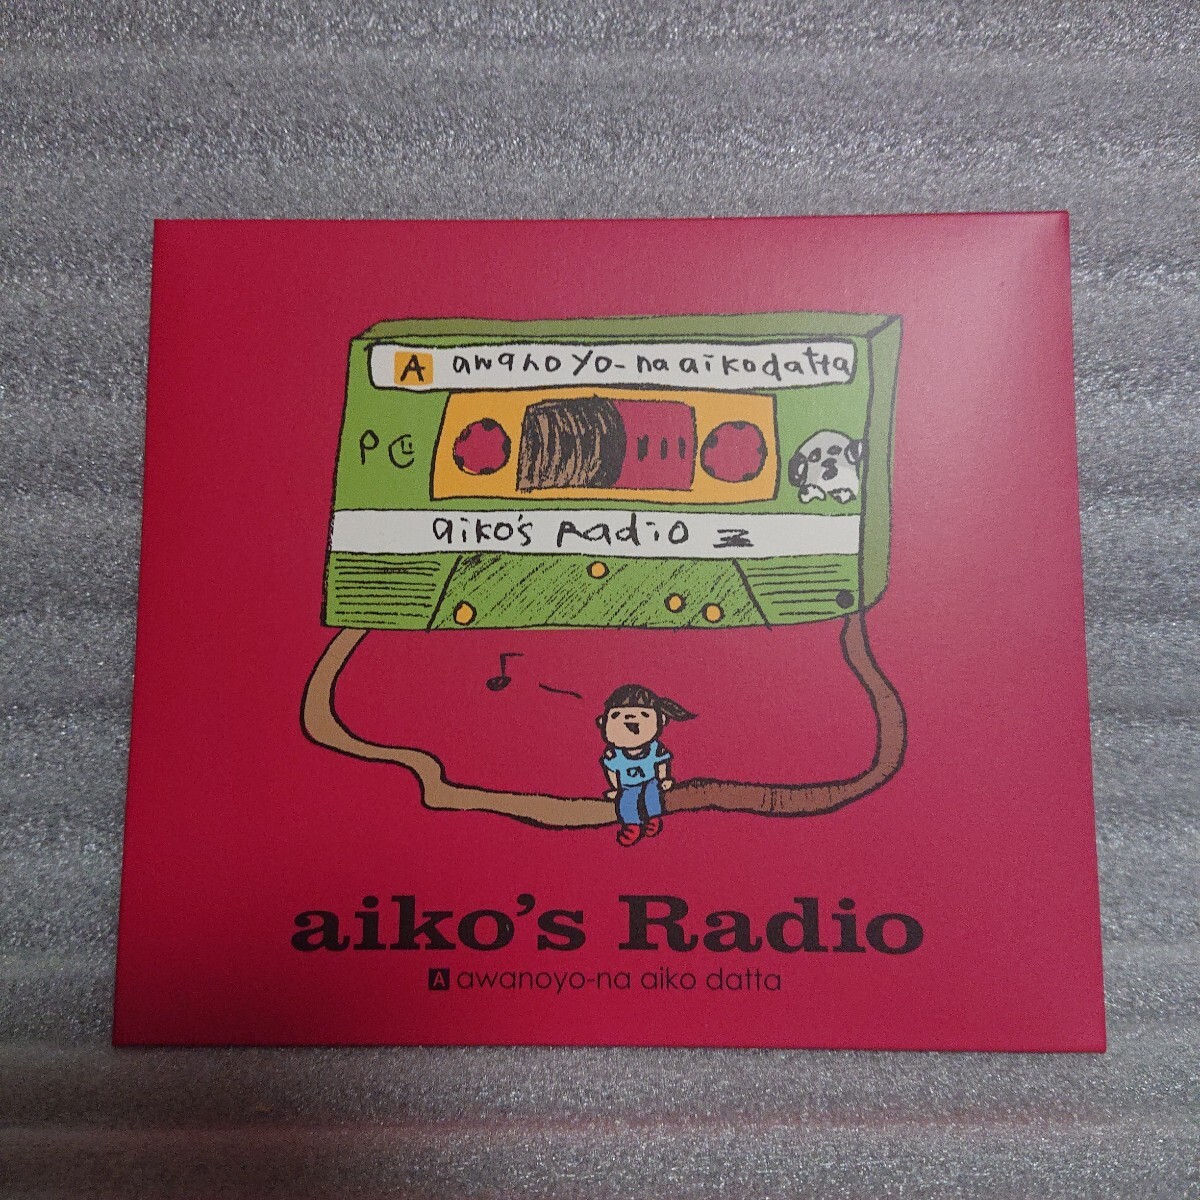 A awanoyo-na aikodatta
P
aiko's Radio
aiko's Radio
A awanoyo-na aiko datta